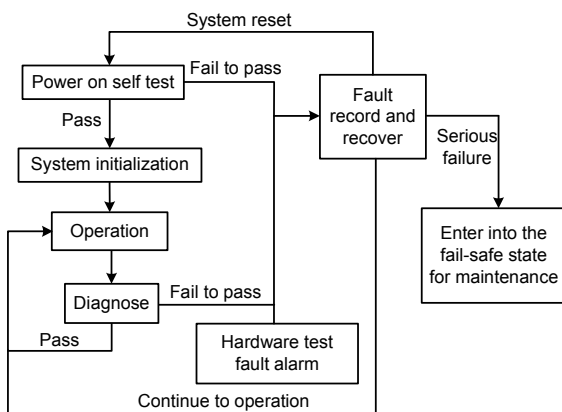 System reset
Power on self test
Fail to pass
Fault
record and
recover
Pass
Serious
failure
System initialization
Operation
Enter into the
fail-safe state
for maintenance
Diagnose
Fail to pass
Pass
Hardware test
fault alarm
Continue to operation